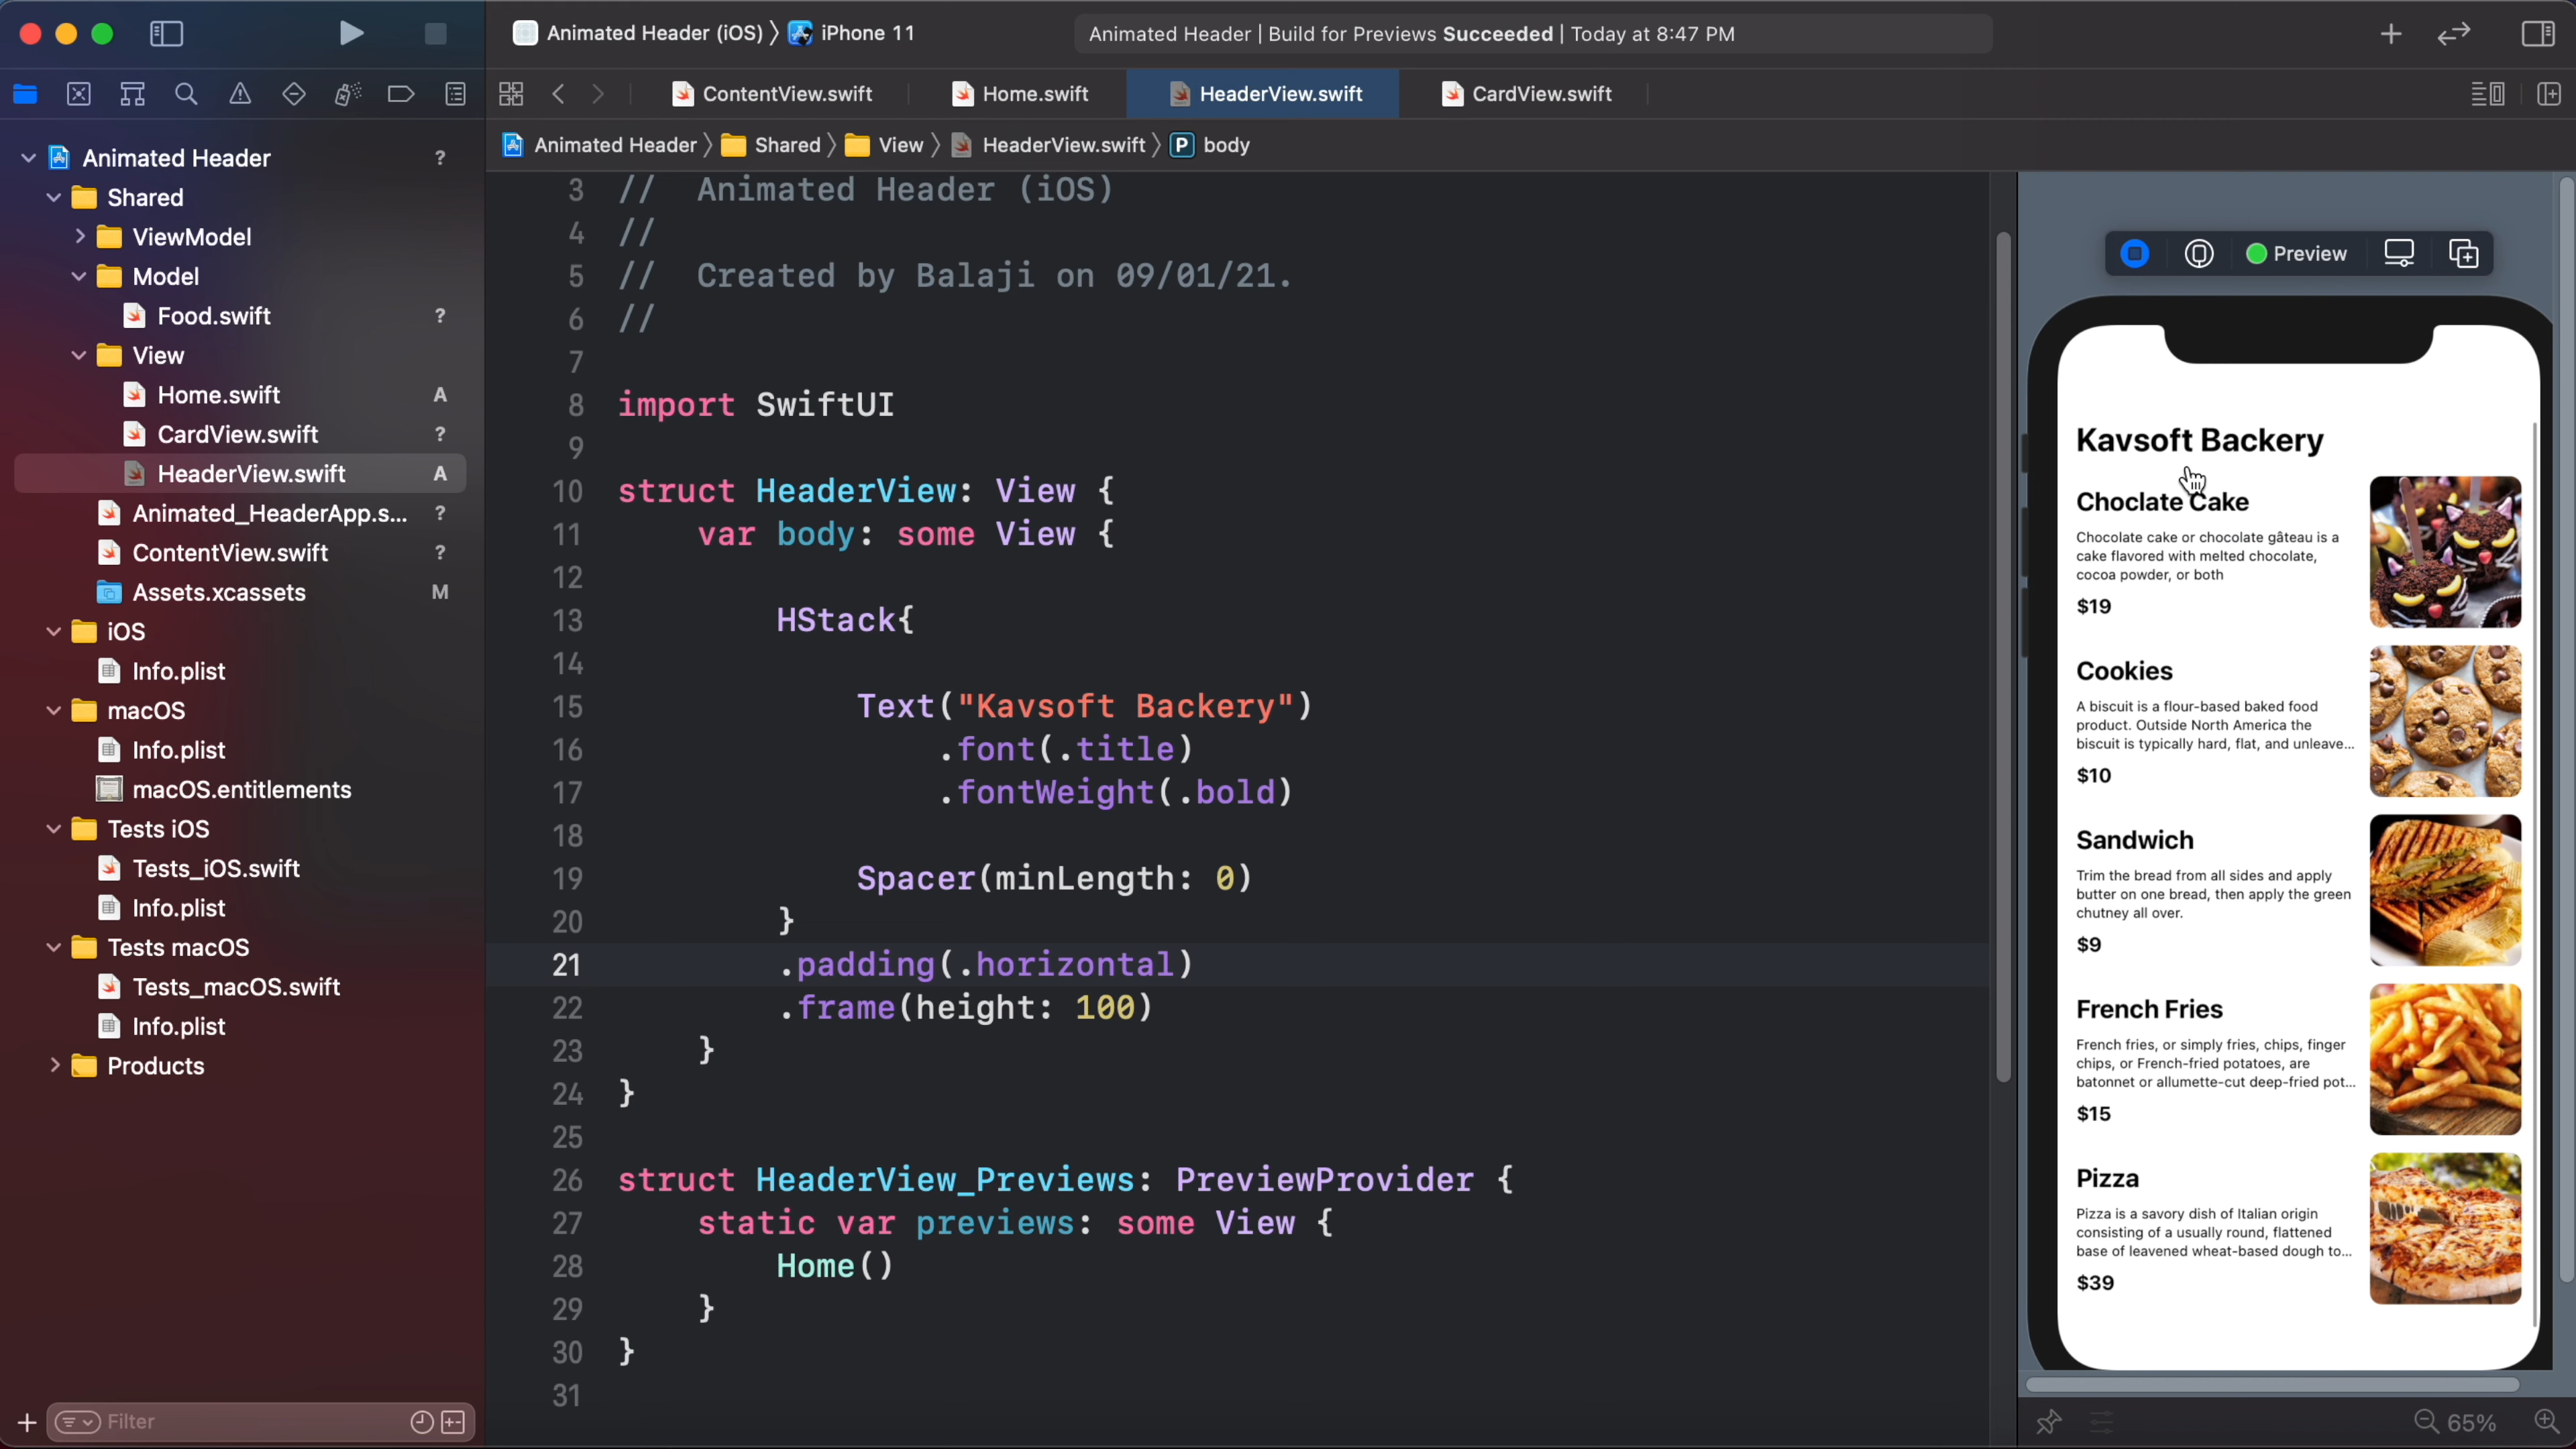 Animated Header (iOS) 〉 iPhone 11
Animated Header | Build for Previews Succeeded | Today at 8:47 PM
ContentView.swift
Home.swift
HeaderView.swift
CardView.swift
Animated Header 〉 Shared 〉 View 〉 HeaderView.swift 〉 P body
Animated Header ?
Shared
ViewModel
Model
Food.swift ?
View
Home.swift A
CardView.swift ?
HeaderView.swift A
Animated_HeaderApp.s... ?
ContentView.swift ?
Assets.xcassets M
iOS
Info.plist
macOS
Info.plist
macOS.entitlements
Tests iOS
Tests_iOS.swift
Info.plist
Tests macOS
Tests_macOS.swift
Info.plist
Products
Filter
3 //  Animated Header (iOS)
4 //
5 //  Created by Balaji on 09/01/21.
6 //
7
8 import SwiftUI
9
10 struct HeaderView: View {
11     var body: some View {
12
13         HStack{
14
15             Text("Kavsoft Backery")
16                 .font(.title)
17                 .fontWeight(.bold)
18
19             Spacer(minLength: 0)
20         }
21         .padding(.horizontal)
22         .frame(height: 100)
23     }
24 }
25
26 struct HeaderView_Previews: PreviewProvider {
27     static var previews: some View {
28         Home()
29     }
30 }
31
Preview
Kavsoft Backery
Choclate Cake
Chocolate cake or chocolate gâteau is a
cake flavored with melted chocolate,
cocoa powder, or both
$19
Cookies
A biscuit is a flour-based baked food
product. Outside North America the
biscuit is typically hard, flat, and unleave...
$10
Sandwich
Trim the bread from all sides and apply
butter on one bread, then apply the green
chutney all over.
$9
French Fries
French fries, or simply fries, chips, finger
chips, or French-fried potatoes, are
batonnet or allumette-cut deep-fried pot...
$15
Pizza
Pizza is a savory dish of Italian origin
consisting of a usually round, flattened
base of leavened wheat-based dough to...
$39
65%